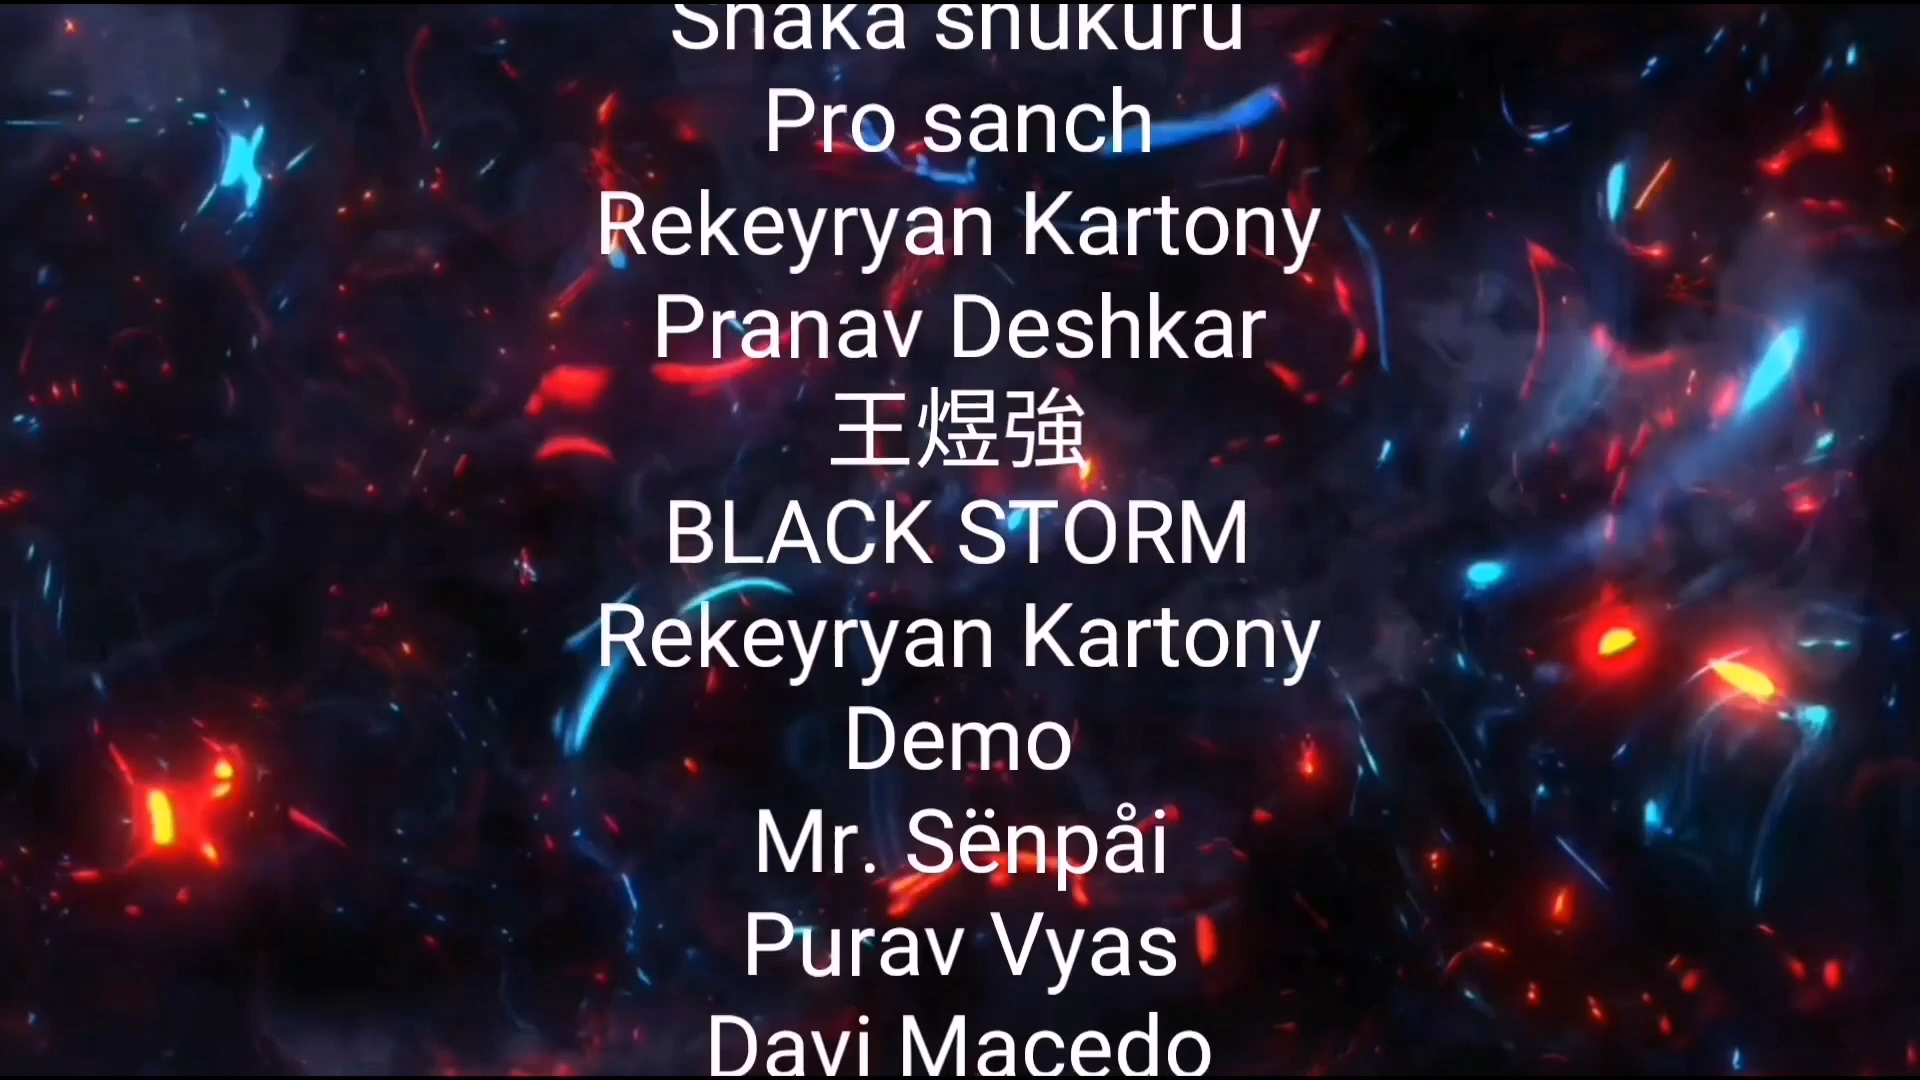 Shaka shukuru
Pro sanch
Rekeyryan Kartony
Pranav Deshkar
王煜強
BLACK STORM
Rekeyryan Kartony
Demo
Mr. Sënpåi
Purav Vyas
Davi Macedo